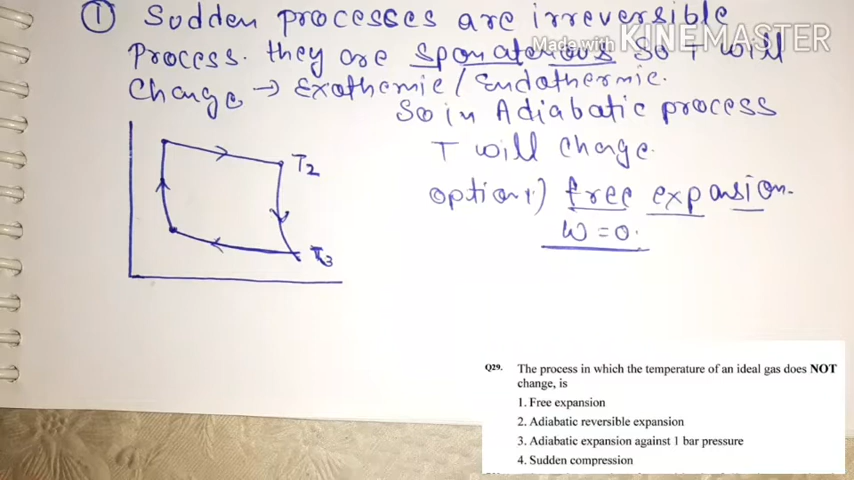 ① Sudden processes are irreversible
Process. they are spontaenous So T will
Change → Exothemic / Endothermic.
So in Adiabatic process
T will change.
option 1) free expansion.
W = 0.
T2
T3
Made with KINEMASTER
Q29. The process in which the temperature of an ideal gas does NOT
change, is
1. Free expansion
2. Adiabatic reversible expansion
3. Adiabatic expansion against 1 bar pressure
4. Sudden compression